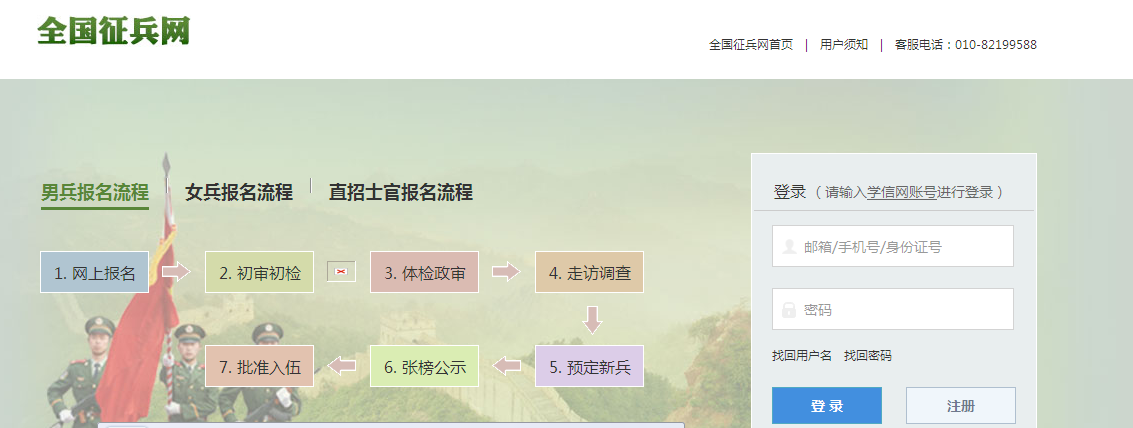 全国征兵网
全国征兵网首页 | 用户须知 | 客服电话：010-82199588
男兵报名流程 女兵报名流程 直招士官报名流程
1. 网上报名 2. 初审初检 3. 体检政审 4. 走访调查
7. 批准入伍 6. 张榜公示 5. 预定新兵
登录（请输入学信网账号进行登录）
邮箱/手机号/身份证号
密码
找回用户名 找回密码
登 录 注册